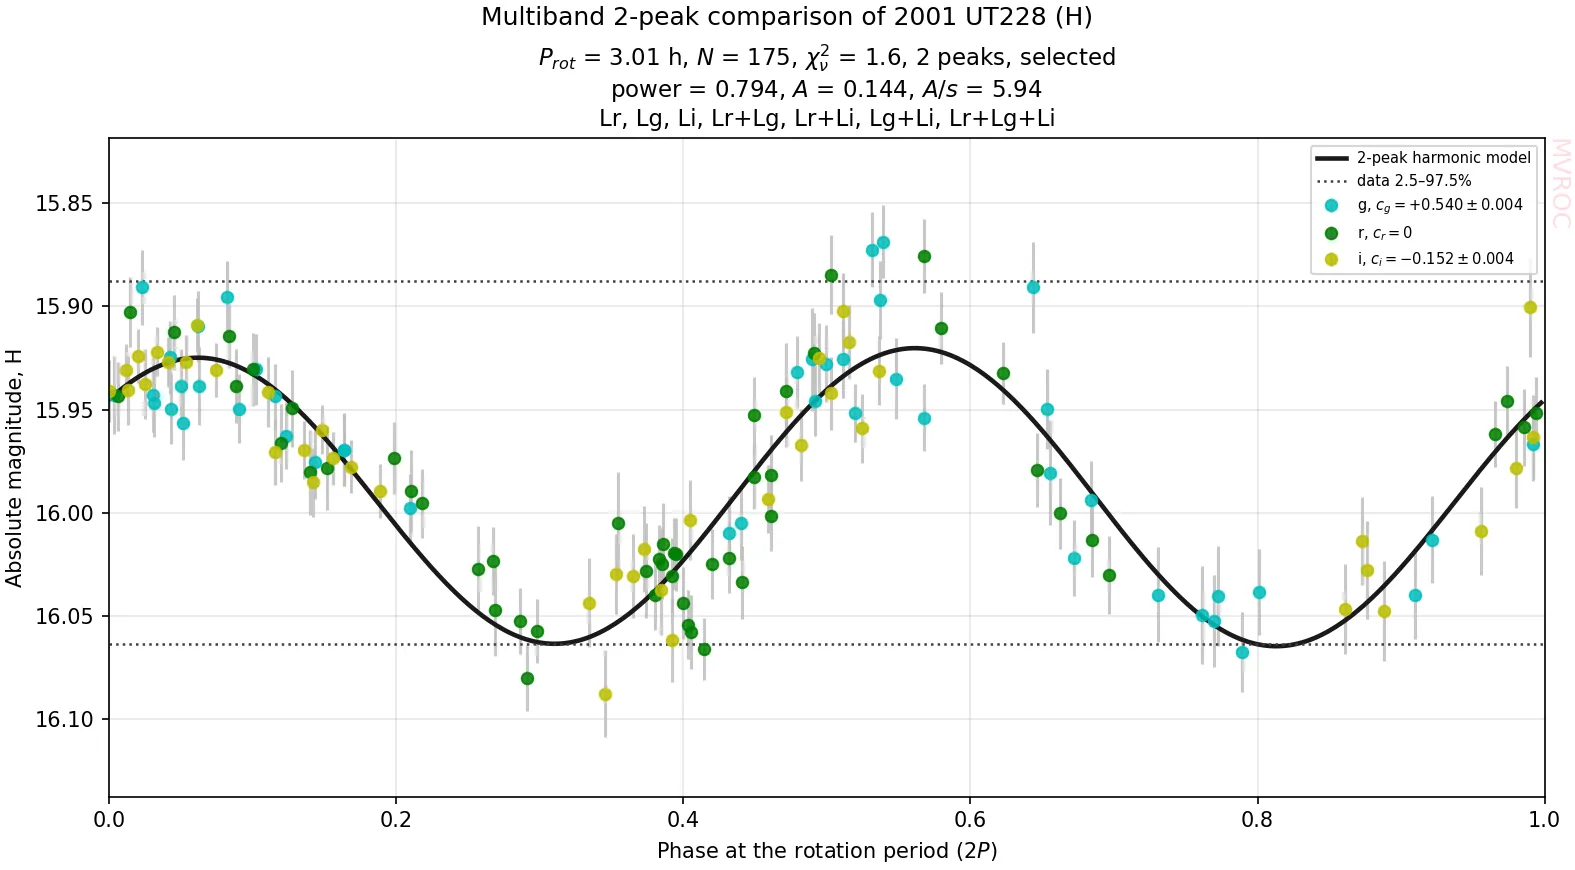 Multiband 2-peak comparison of 2001 UT228 (H)
P_rot = 3.01 h, N = 175, χ²_ν = 1.6, 2 peaks, selected
power = 0.794, A = 0.144, A/s = 5.94
Lr, Lg, Li, Lr+Lg, Lr+Li, Lg+Li, Lr+Lg+Li
MVROC
2-peak harmonic model
data 2.5–97.5%
g, c_g = +0.540 ± 0.004
r, c_r = 0
i, c_i = −0.152 ± 0.004
Absolute magnitude, H
15.85
15.90
15.95
16.00
16.05
16.10
0.0 0.2 0.4 0.6 0.8 1.0
Phase at the rotation period (2P)